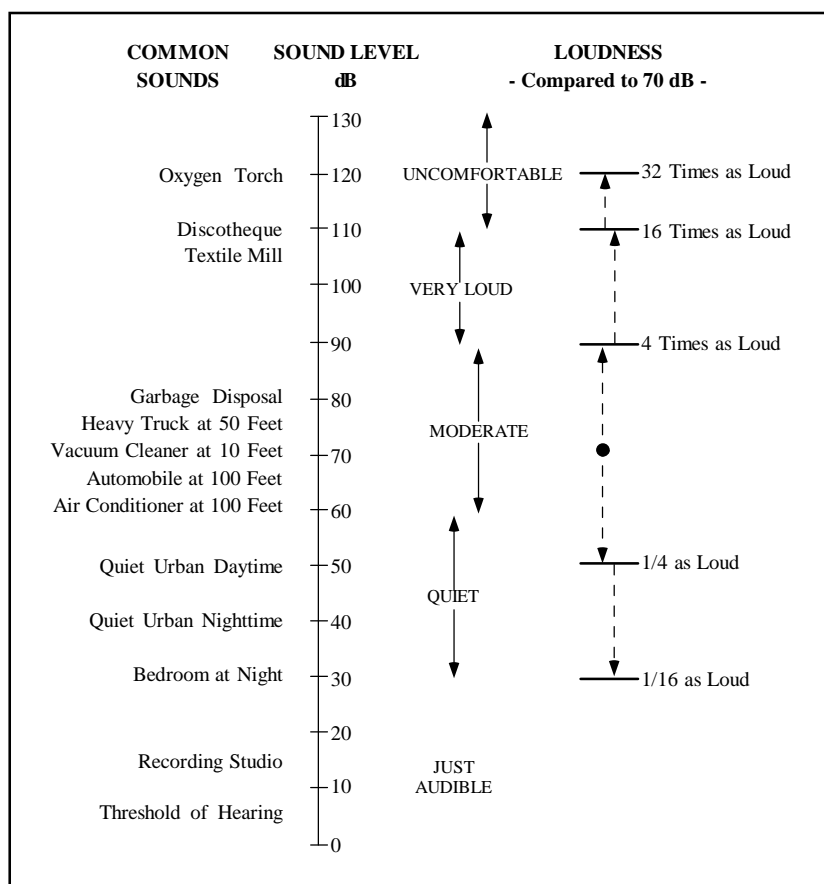 COMMON SOUNDS
SOUND LEVEL dB
LOUDNESS
- Compared to 70 dB -
130
Oxygen Torch
120
UNCOMFORTABLE
32 Times as Loud
Discotheque
110
16 Times as Loud
Textile Mill
100
VERY LOUD
90
4 Times as Loud
Garbage Disposal
80
Heavy Truck at 50 Feet
MODERATE
Vacuum Cleaner at 10 Feet
70
Automobile at 100 Feet
Air Conditioner at 100 Feet
60
Quiet Urban Daytime
50
1/4 as Loud
QUIET
Quiet Urban Nighttime
40
Bedroom at Night
30
1/16 as Loud
20
Recording Studio
JUST
AUDIBLE
10
Threshold of Hearing
0